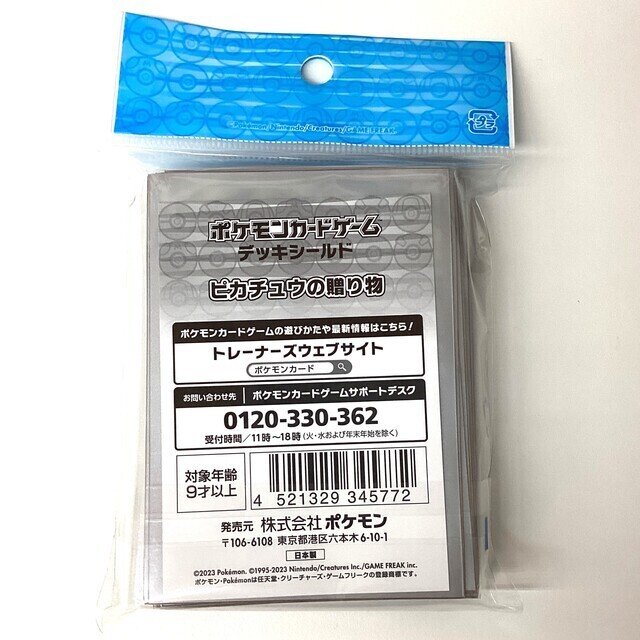 ©Pokémon/Nintendo/Creatures/GAME FREAK
プラ
ポケモンカードゲーム
デッキシールド
ピカチュウの贈り物
ポケモンカードゲームの遊びかたや最新情報はこちら!
トレーナーズウェブサイト
ポケモンカード
お問い合わせ先 ポケモンカードゲームサポートデスク
0120-330-362
受付時間/11時~18時(火・水および年末年始を除く)
対象年齢
9才以上
4 521329 345772
発売元 株式会社ポケモン
〒106-6108 東京都港区六本木6-10-1
日本製
©2023 Pokémon. ©1995-2023 Nintendo/Creatures Inc./GAME FREAK inc.
ポケモン・Pokémonは任天堂・クリーチャーズ・ゲームフリークの登録商標です。